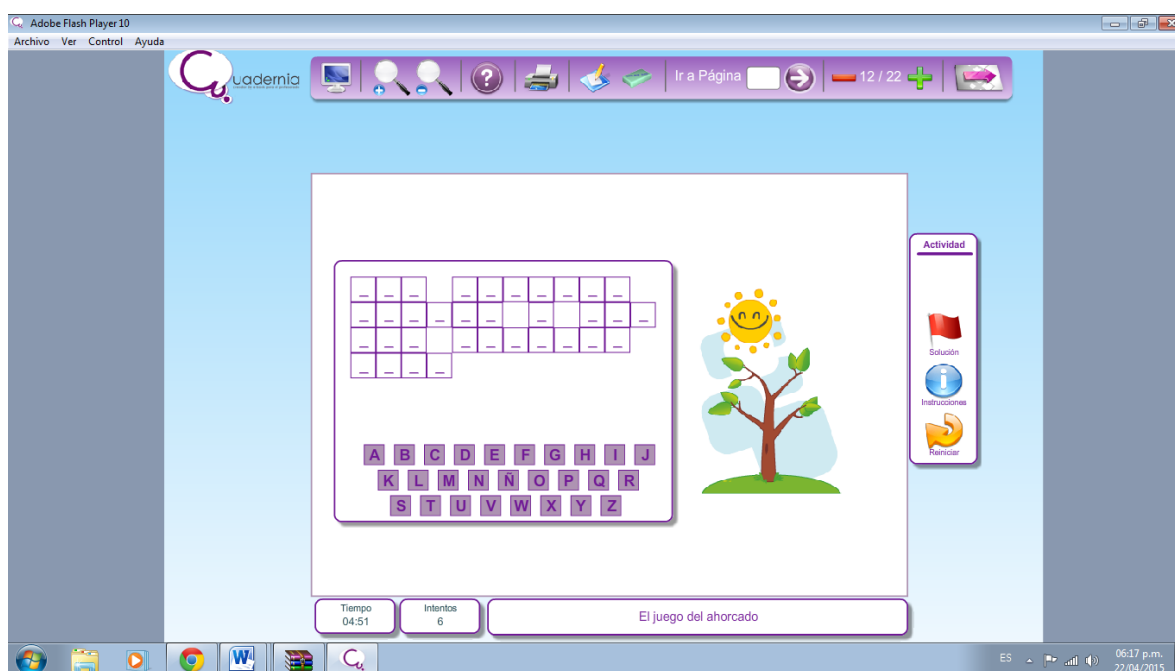 Adobe Flash Player 10
Archivo Ver Control Ayuda
Cuadernia
Ir a Página
12 / 22
Actividad
Solución
Instrucciones
Reiniciar
A B C D E F G H I J
K L M N Ñ O P Q R
S T U V W X Y Z
Tiempo
04:51
Intentos
6
El juego del ahorcado
ES
06:17 p.m.
22/04/2015